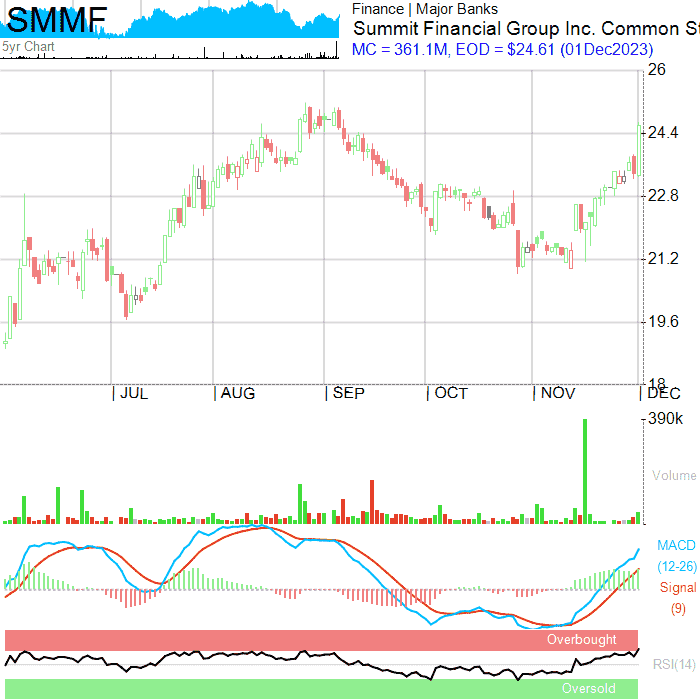 SMMF
5yr Chart
Finance | Major Banks
Summit Financial Group Inc. Common St
MC = 361.1M, EOD = $24.61 (01Dec2023)
26
24.4
22.8
21.2
19.6
18
JUL
AUG
SEP
OCT
NOV
DEC
390k
Volume
MACD
(12-26)
Signal
(9)
Overbought
RSI(14)
Oversold